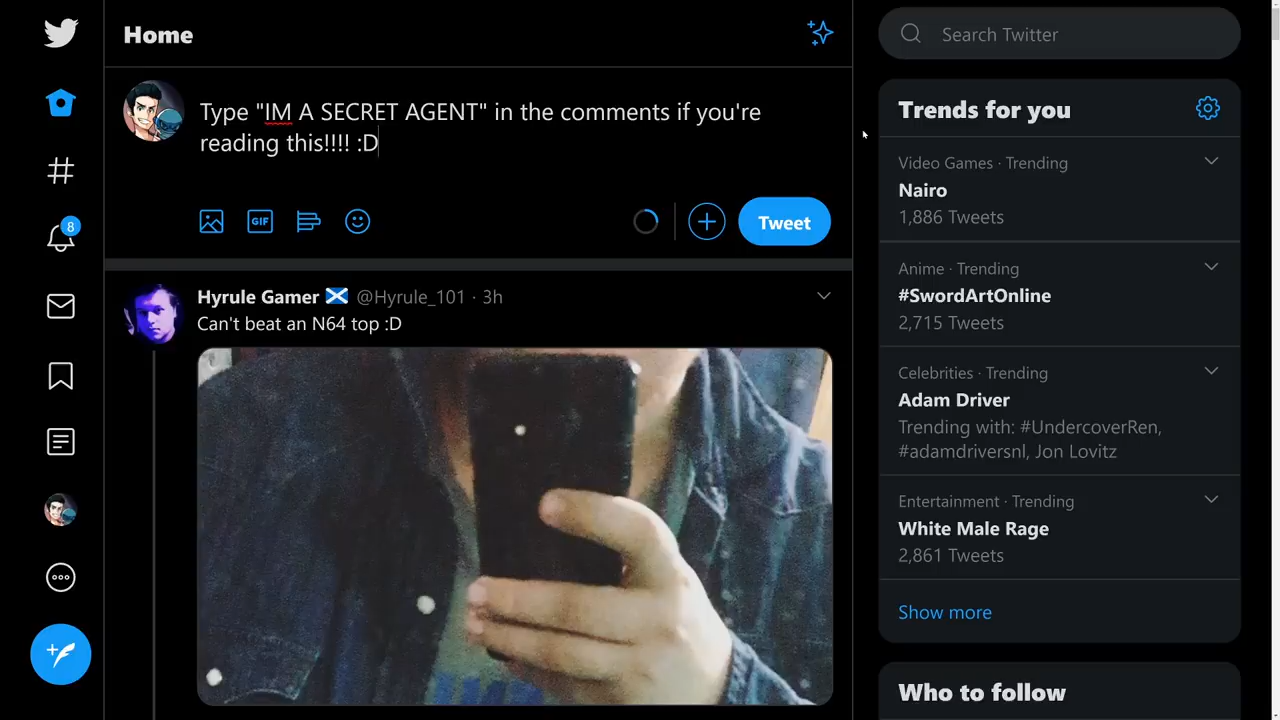 Home
Type "IM A SECRET AGENT" in the comments if you're
reading this!!!! :D
GIF
Tweet
8
Hyrule Gamer @Hyrule_101 · 3h
Can't beat an N64 top :D
Search Twitter
Trends for you
Video Games · Trending
Nairo
1,886 Tweets
Anime · Trending
#SwordArtOnline
2,715 Tweets
Celebrities · Trending
Adam Driver
Trending with: #UndercoverRen,
#adamdriversnl, Jon Lovitz
Entertainment · Trending
White Male Rage
2,861 Tweets
Show more
Who to follow